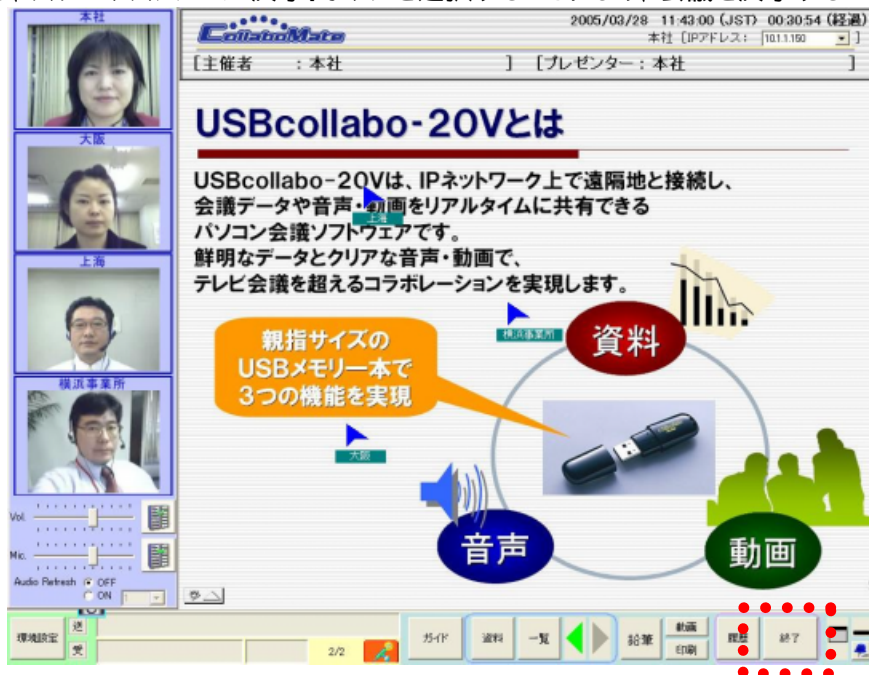 本社
大阪
上海
横浜事業所
Vol.
Mic.
Audio Refresh OFF
ON 1
CollaboMate
2005/03/28 11:43:00 (JST) 00:30:54 (経過)
本社 [IPアドレス: 10.1.1.150 ]
[主催者 :本社 ] [プレゼンター:本社 ]
USBcollabo-20Vとは
USBcollabo-20Vは、IPネットワーク上で遠隔地と接続し、
会議データや音声・動画をリアルタイムに共有できる
上海
パソコン会議ソフトウェアです。
鮮明なデータとクリアな音声・動画で、
テレビ会議を超えるコラボレーションを実現します。
横浜事業所
資料
親指サイズの
USBメモリー本で
3つの機能を実現
大阪
音声
動画
環境設定
送
受
2/2
ガイド
資料
一覧
鉛筆
動画
印刷
履歴
終了